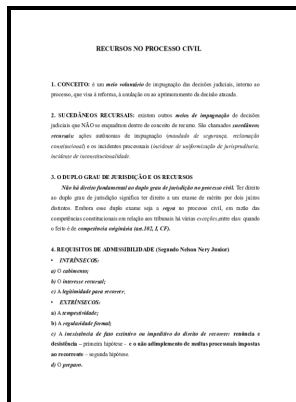 RECURSOS NO PROCESSO CIVIL
1. CONCEITO: é um meio voluntário de impugnação das decisões judiciais, interno ao
processo, que visa à reforma, à anulação ou ao aprimoramento da decisão atacada.
2. SUCEDÂNEOS RECURSAIS: existem outros meios de impugnação de decisões
judiciais que NÃO se enquadram dentro do conceito de recurso. São chamados sucedâneos
recursais: ações autônomas de impugnação (mandado de segurança, reclamação
constitucional) e os incidentes processuais (incidente de uniformização de jurisprudência,
incidente de inconstitucionalidade.
3. O DUPLO GRAU DE JURISDIÇÃO E OS RECURSOS
Não há direito fundamental ao duplo grau de jurisdição no processo civil. Ter direito
ao duplo grau de jurisdição significa ter direito a um exame de mérito por dois juízos
distintos. Embora esse duplo exame seja a regra no processo civil, em razão das
competências constitucionais em relação aos tribunais há várias exceções,entre elas: quando
o feito é de competência originária (art.102, I, CF).
4. REQUISITOS DE ADMISSIBILIDADE (Segundo Nelson Nery Junior)
• INTRÍNSECOS:
a) O cabimento;
b) O interesse recursal;
c) A legitimidade para recorrer.
• EXTRÍNSECOS:
a) A tempestividade;
b) A regularidade formal;
c) A inexistência de fato extintivo ou impeditivo do direito de recorrer: renúncia e
desistência – primeira hipótese - e o não adimplemento de multas processuais impostas
ao recorrente – segunda hipótese.
d) O preparo.